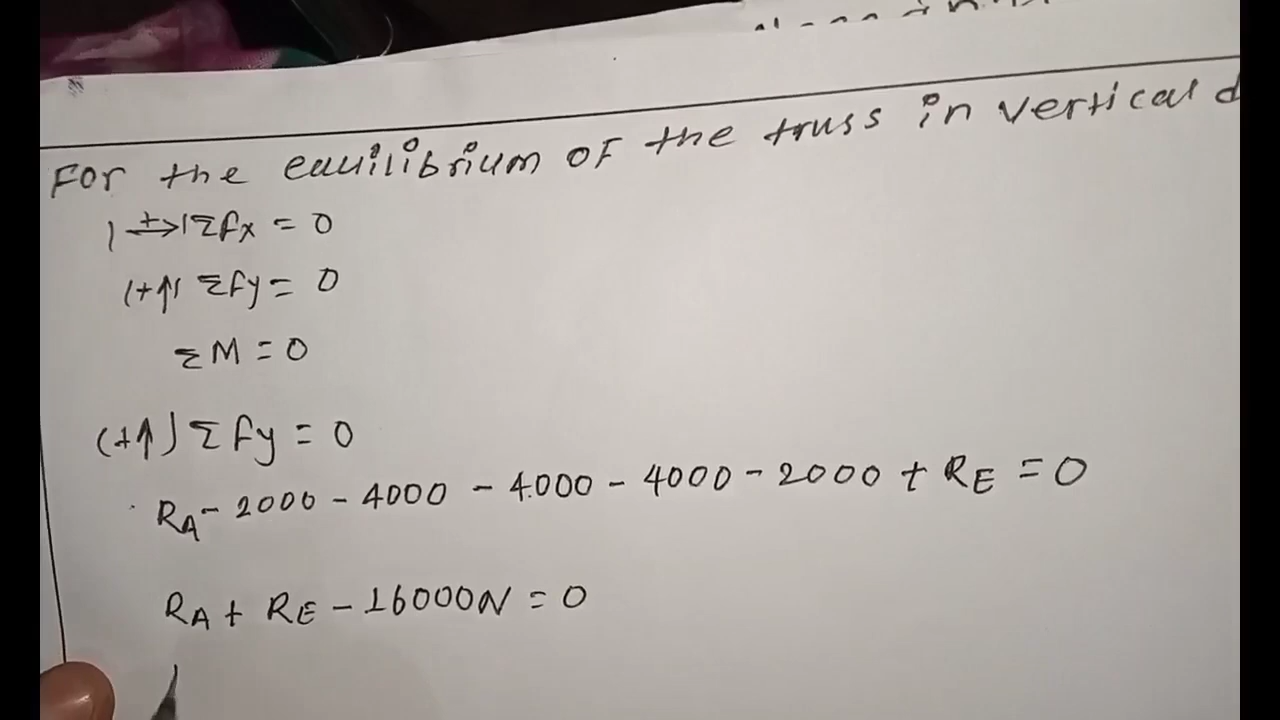 For the equilibrium of the truss in vertical d
(+→) Σfx = 0
(+↑) Σfy = 0
ΣM = 0
(+↑) Σfy = 0
RA - 2000 - 4000 - 4000 - 4000 - 2000 + RE = 0
RA + RE - 16000N = 0